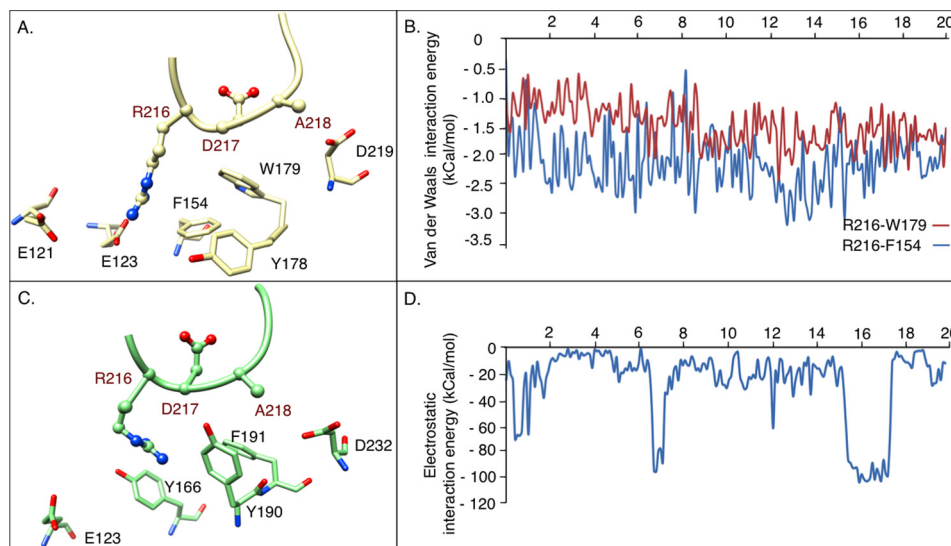 A.
R216
D217
A218
D219
W179
F154
E121
E123
Y178
B.
2 4 6 8 10 12 14 16 18 20
Van der Waals interaction energy
(kCal/mol)
0
- 1.0
- 1.5
- 2.0
- 2.5
- 3.0
- 3.5
R216-W179
R216-F154
C.
R216
D217
A218
F191
D232
Y166
Y190
E123
D.
2 4 6 8 10 12 14 16 18 20
Electrostatic
interaction energy (kCal/mol)
0
- 20
- 40
- 60
- 80
- 100
- 120